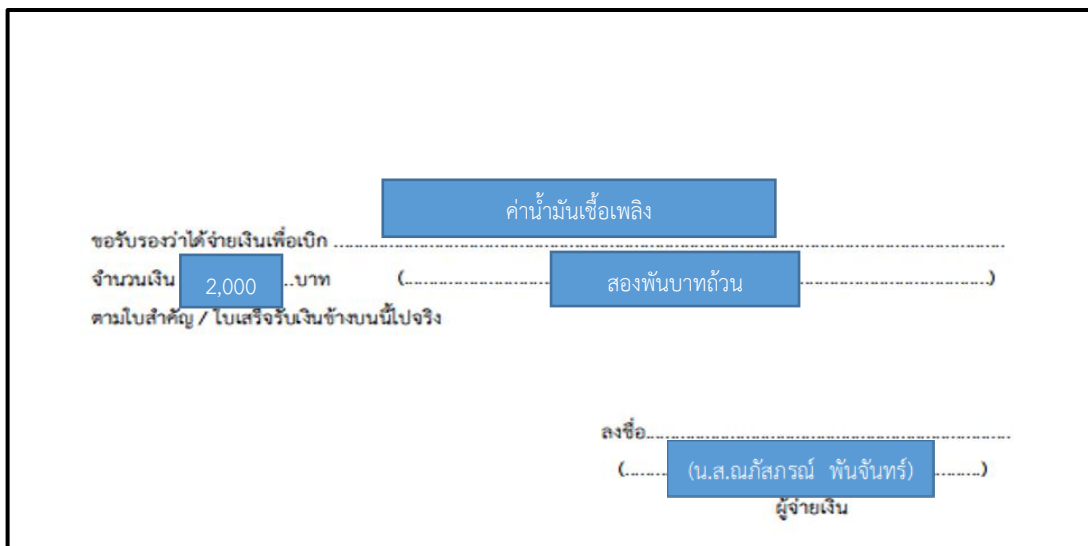 ค่าน้ำมันเชื้อเพลิง
ขอรับรองว่าได้จ่ายเงินเพื่อเบิก ........................................................................................................
จำนวนเงิน 2,000 ..บาท (.................................. สองพันบาทถ้วน ............................................)
ตามใบสำคัญ / ใบเสร็จรับเงินข้างบนนี้ไปจริง
ลงชื่อ..................................................................................
(.......... (น.ส.ณภัสภรณ์ พันจันทร์) ..........)
ผู้จ่ายเงิน